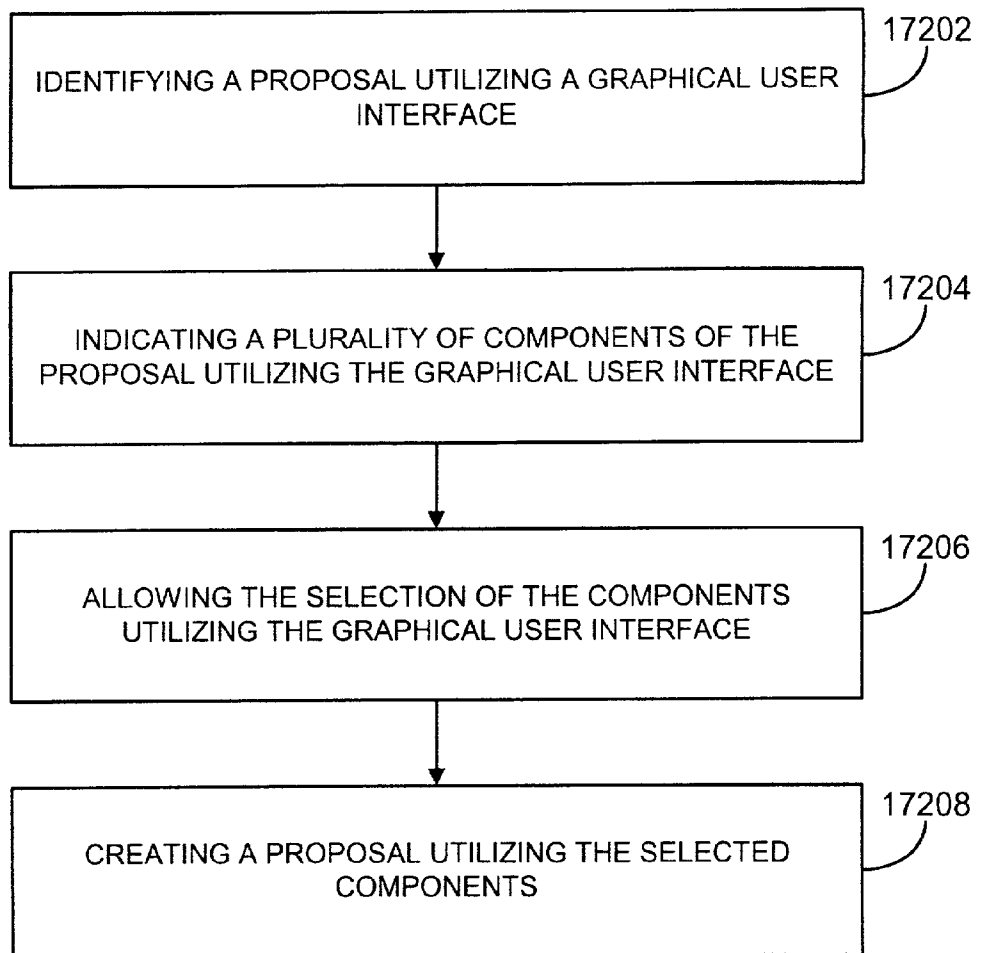 17202
IDENTIFYING A PROPOSAL UTILIZING A GRAPHICAL USER
INTERFACE
17204
INDICATING A PLURALITY OF COMPONENTS OF THE
PROPOSAL UTILIZING THE GRAPHICAL USER INTERFACE
17206
ALLOWING THE SELECTION OF THE COMPONENTS
UTILIZING THE GRAPHICAL USER INTERFACE
17208
CREATING A PROPOSAL UTILIZING THE SELECTED
COMPONENTS